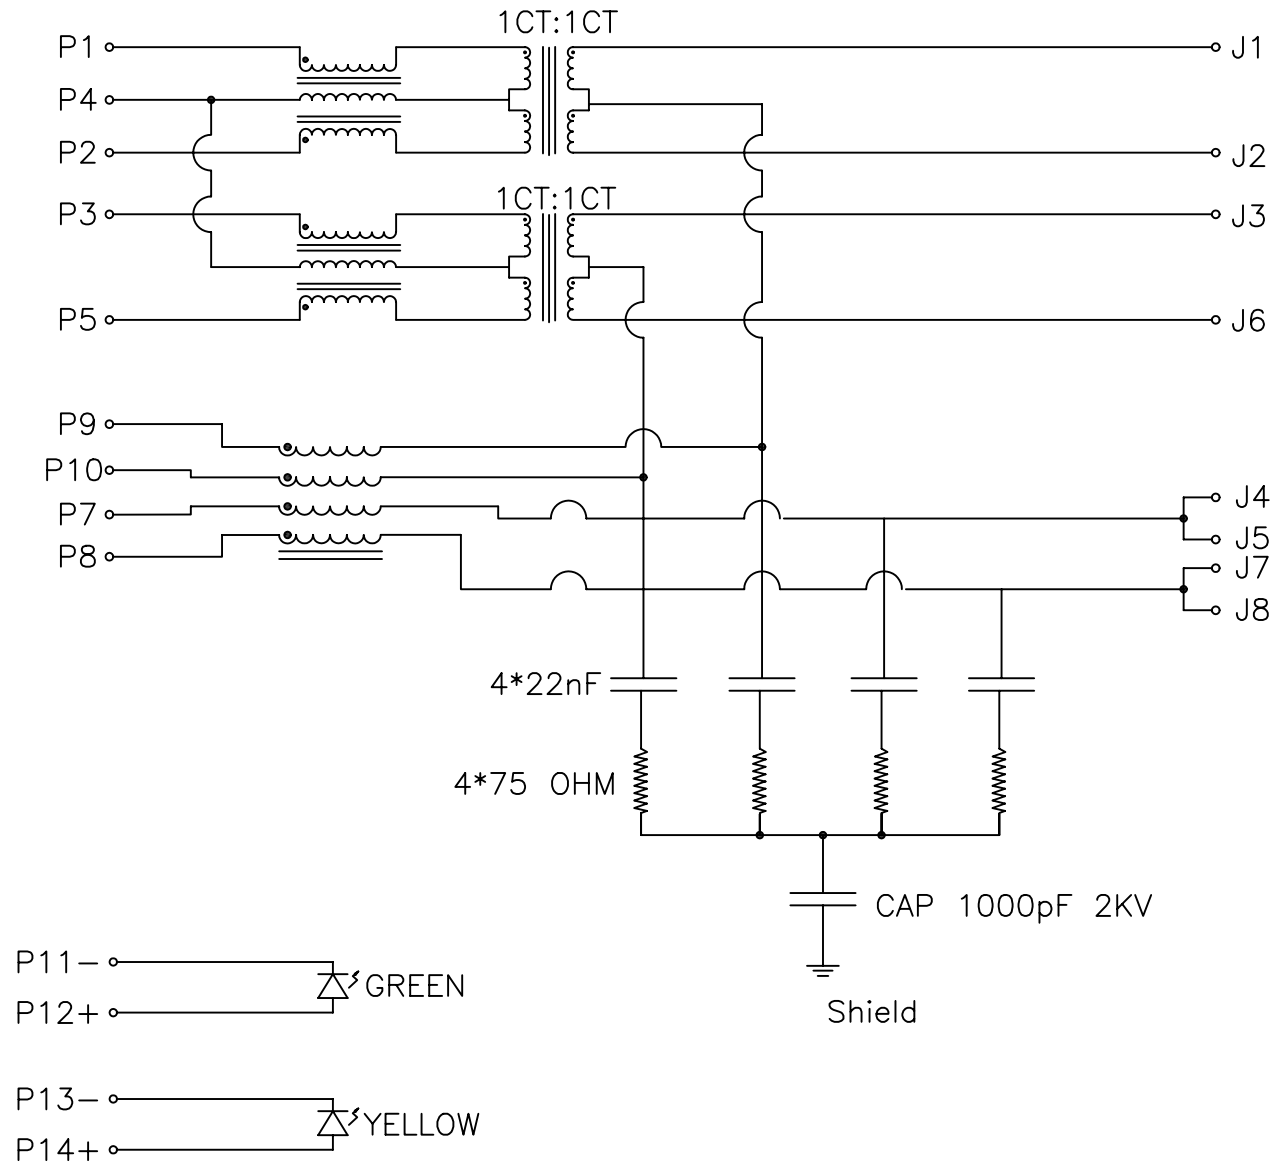 1CT:1CT
P1
J1
P4
P2
J2
1CT:1CT
P3
J3
P5
J6
P9
P10
J4
P7
J5
P8
J7
J8
4*22nF
4*75 OHM
CAP 1000pF 2KV
P11-
GREEN
P12+
Shield
P13-
YELLOW
P14+